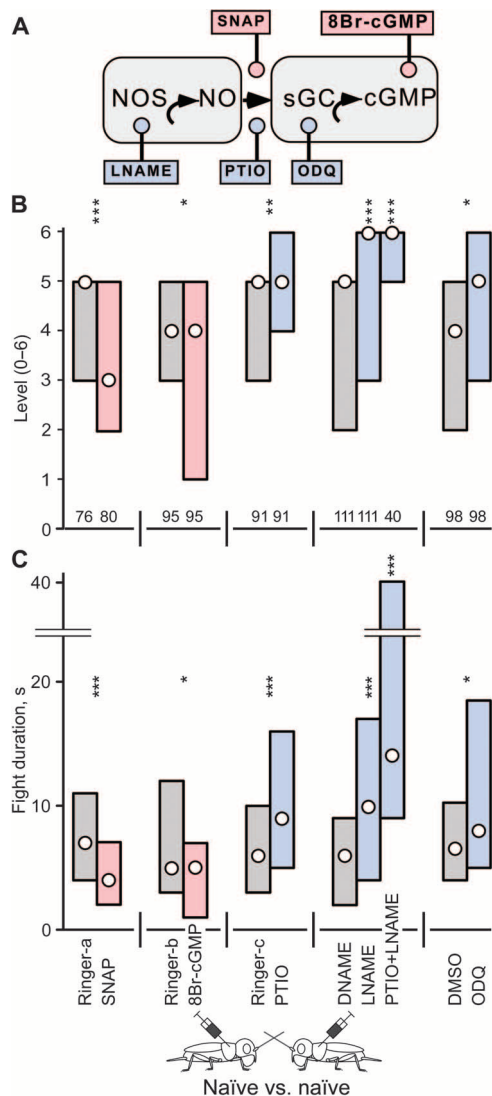 A
SNAP
8Br-cGMP
NOS NO sGC cGMP
LNAME
PTIO
ODQ
B
*** * ** *** *** *
Level (0–6)
6
5
4
3
2
1
0
76 80 95 95 91 91 111 111 40 98 98
C
***
*** * *** *** *
Fight duration, s
40
20
10
0
Ringer-a
SNAP
Ringer-b
8Br-cGMP
Ringer-c
PTIO
DNAME
LNAME
PTIO+LNAME
DMSO
ODQ
Naïve vs. naïve